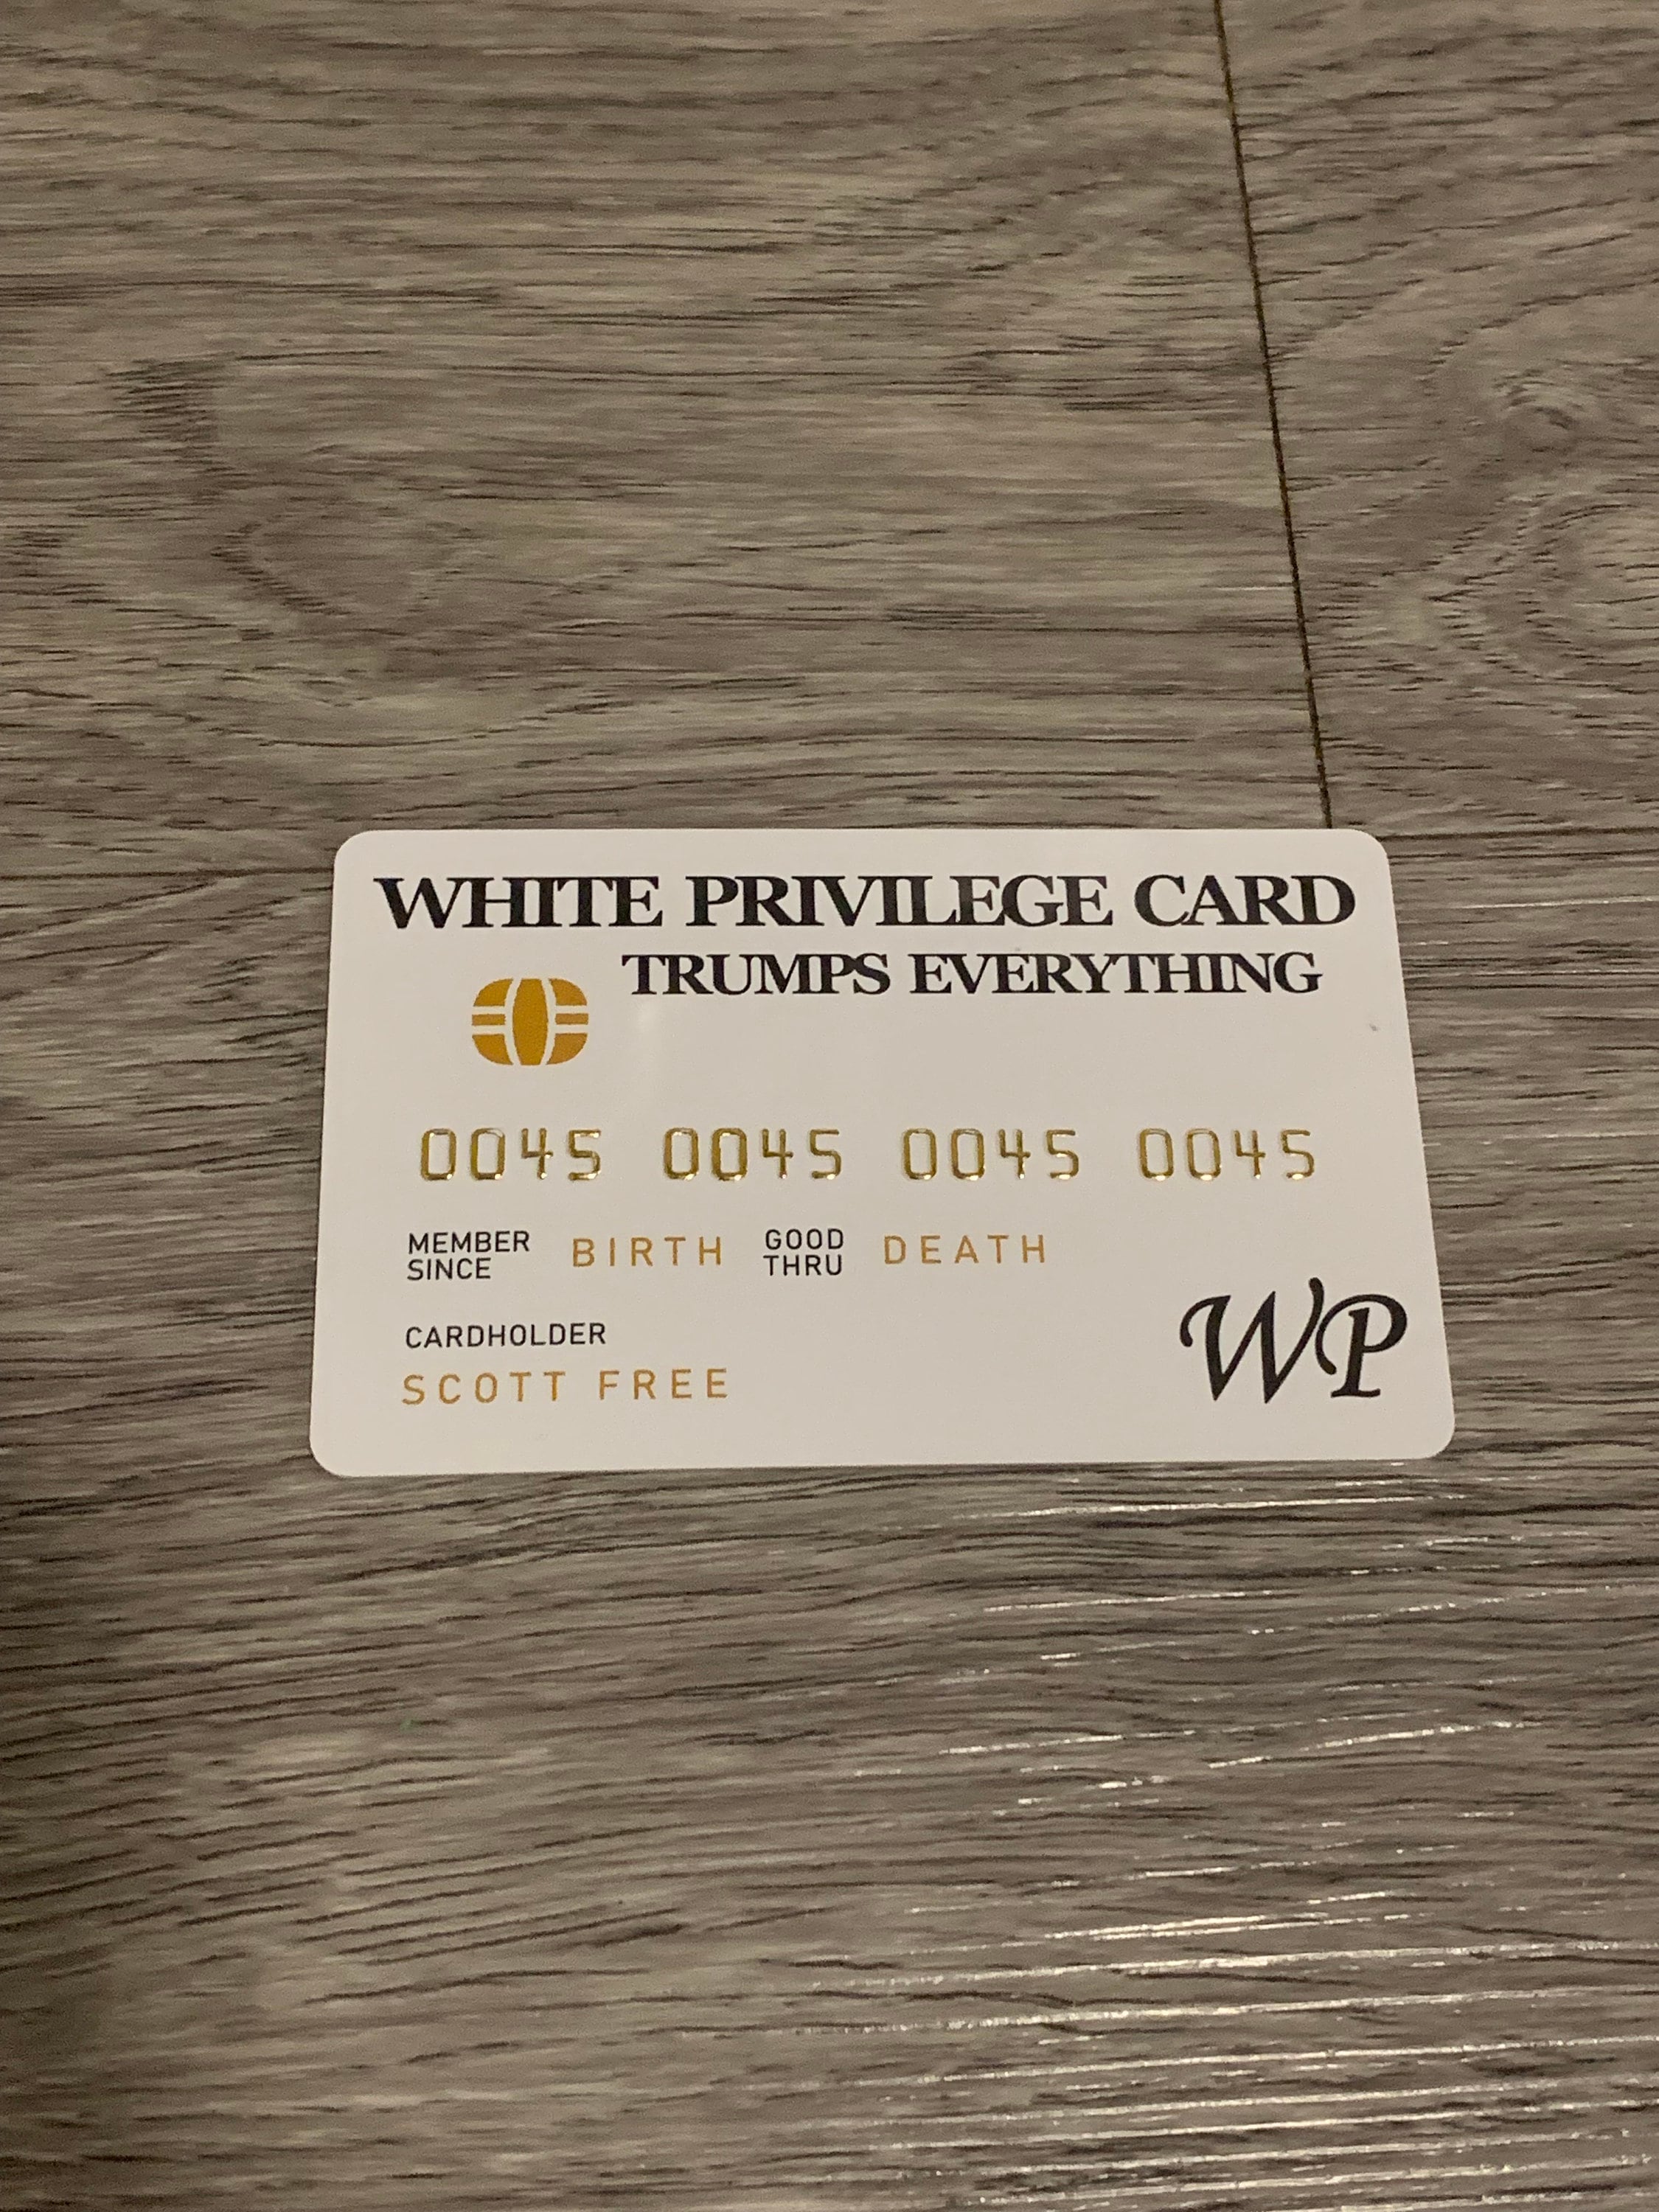 WHITE PRIVILEGE CARD
TRUMPS EVERYTHING
0045 0045 0045 0045
MEMBER SINCE BIRTH GOOD THRU DEATH
CARDHOLDER
SCOTT FREE
WP